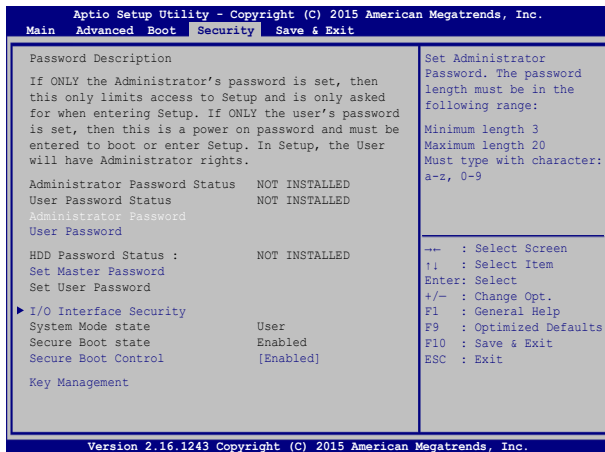 Aptio Setup Utility - Copyright (C) 2015 American Megatrends, Inc.
Main Advanced Boot Security Save & Exit
Password Description
If ONLY the Administrator's password is set, then
this only limits access to Setup and is only asked
for when entering Setup. If ONLY the user's password
is set, then this is a power on password and must be
entered to boot or enter Setup. In Setup, the User
will have Administrator rights.
Administrator Password Status NOT INSTALLED
User Password Status NOT INSTALLED
Administrator Password
User Password
HDD Password Status : NOT INSTALLED
Set Master Password
Set User Password
I/O Interface Security
System Mode state User
Secure Boot state Enabled
Secure Boot Control [Enabled]
Key Management
Set Administrator
Password. The password
length must be in the
following range:
Minimum length 3
Maximum length 20
Must type with character:
a-z, 0-9
→← : Select Screen
↑↓ : Select Item
Enter: Select
+/— : Change Opt.
F1 : General Help
F9 : Optimized Defaults
F10 : Save & Exit
ESC : Exit
Version 2.16.1243 Copyright (C) 2015 American Megatrends, Inc.